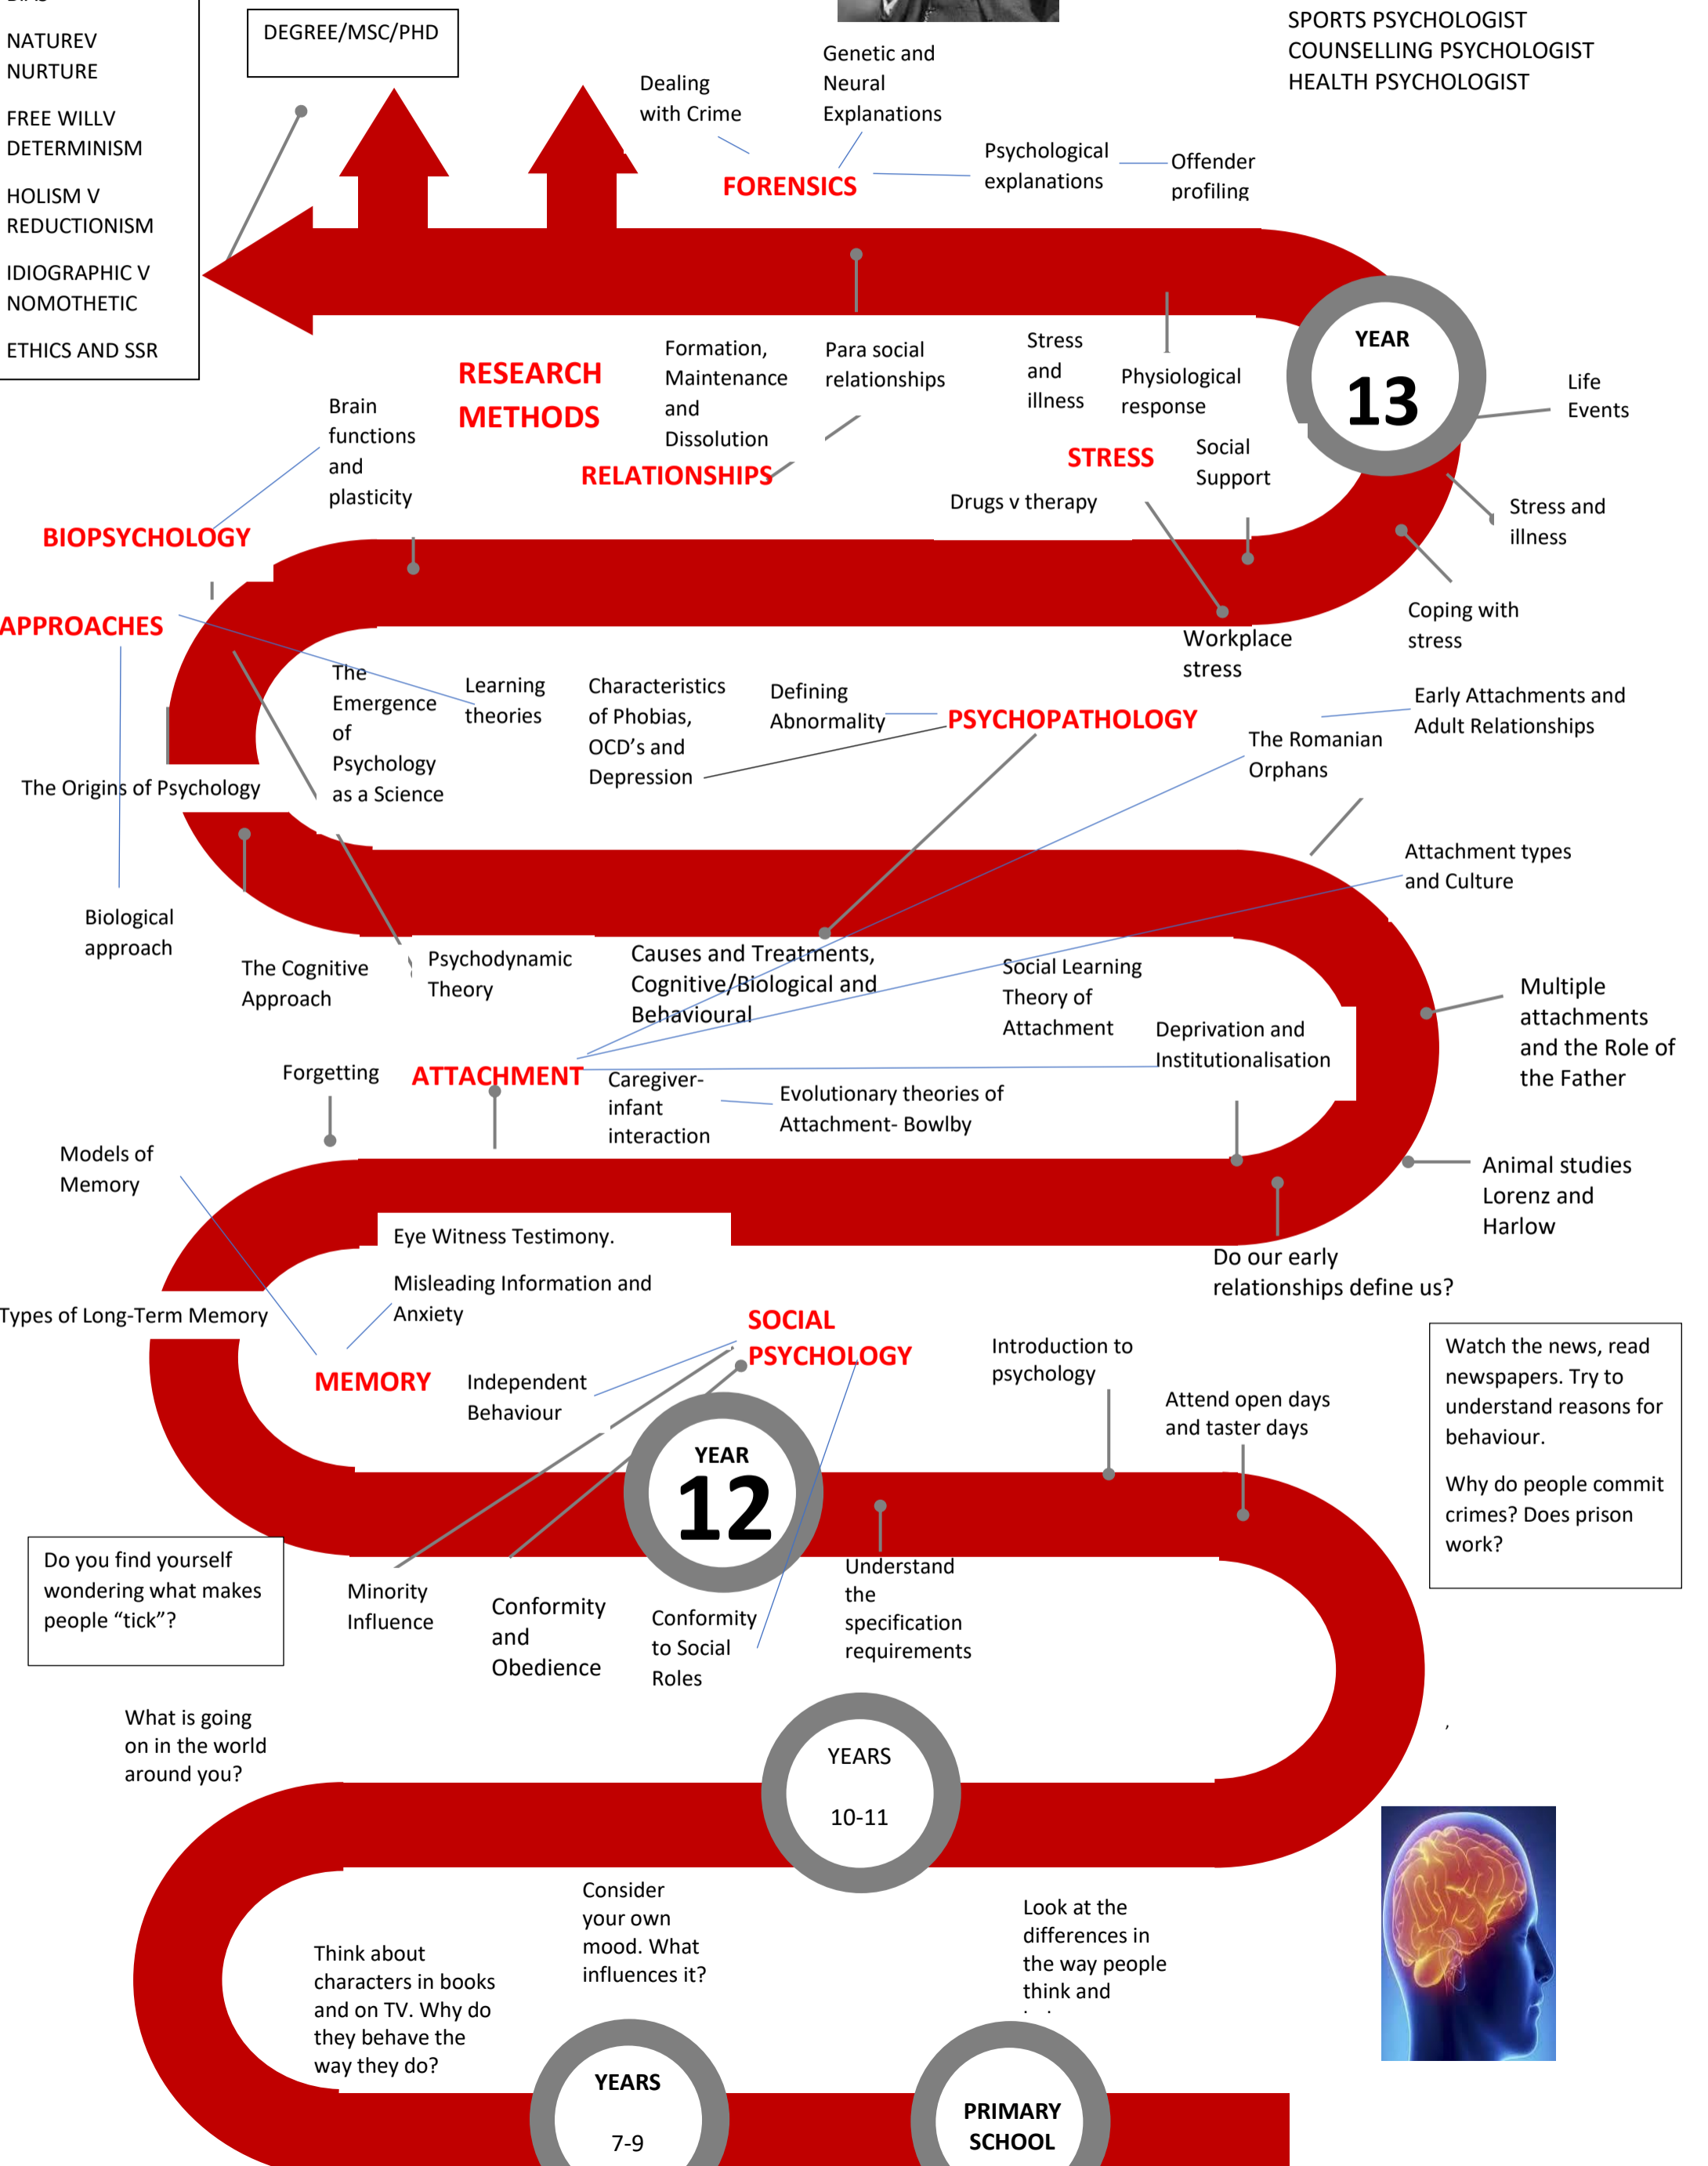 NATUREV
NURTURE
FREE WILLV
DETERMINISM
HOLISM V
REDUCTIONISM
IDIOGRAPHIC V
NOMOTHETIC
ETHICS AND SSR
DEGREE/MSC/PHD
SPORTS PSYCHOLOGIST
COUNSELLING PSYCHOLOGIST
HEALTH PSYCHOLOGIST
Dealing
with Crime
Genetic and
Neural
Explanations
FORENSICS
Psychological
explanations
Offender
profiling
YEAR
13
Life
Events
Stress and
illness
Coping with
stress
RESEARCH
METHODS
Formation,
Maintenance
and
Dissolution
Para social
relationships
RELATIONSHIPS
Stress
and
illness
Physiological
response
STRESS
Social
Support
Drugs v therapy
Workplace
stress
Brain
functions
and
plasticity
BIOPSYCHOLOGY
APPROACHES
The
Emergence
of
Psychology
as a Science
Learning
theories
Characteristics
of Phobias,
OCD’s and
Depression
Defining
Abnormality
PSYCHOPATHOLOGY
The Romanian
Orphans
Early Attachments and
Adult Relationships
The Origins of Psychology
Attachment types
and Culture
Biological
approach
The Cognitive
Approach
Psychodynamic
Theory
Causes and Treatments,
Cognitive/Biological and
Behavioural
Social Learning
Theory of
Attachment
Deprivation and
Institutionalisation
Multiple
attachments
and the Role of
the Father
Forgetting
ATTACHMENT
Caregiver-
infant
interaction
Evolutionary theories of
Attachment- Bowlby
Models of
Memory
Animal studies
Lorenz and
Harlow
Eye Witness Testimony.
Misleading Information and
Anxiety
Do our early
relationships define us?
Types of Long-Term Memory
MEMORY
SOCIAL
PSYCHOLOGY
Independent
Behaviour
Introduction to
psychology
Attend open days
and taster days
Watch the news, read
newspapers. Try to
understand reasons for
behaviour.
Why do people commit
crimes? Does prison
work?
YEAR
12
Do you find yourself
wondering what makes
people “tick”?
Minority
Influence
Conformity
and
Obedience
Conformity
to Social
Roles
Understand
the
specification
requirements
What is going
on in the world
around you?
,
YEARS
10-11
Consider
your own
mood. What
influences it?
Look at the
differences in
the way people
think and
Think about
characters in books
and on TV. Why do
they behave the
way they do?
YEARS
7-9
PRIMARY
SCHOOL